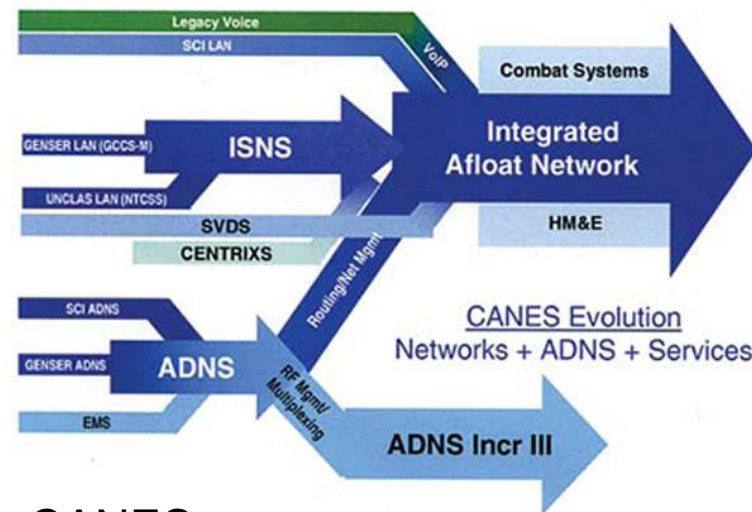 Legacy Voice
SCI LAN
VoIP
Combat Systems
GENSER LAN (GCCS-M)
ISNS
Integrated
Afloat Network
UNCLAS LAN (NTCSS)
SVDS
HM&E
CENTRIXS
Routing/Net Mgmt
SCI ADNS
CANES Evolution
Networks + ADNS + Services
GENSER ADNS
ADNS
RF Mgmt/
Multiplexing
EMS
ADNS Incr III
CANES